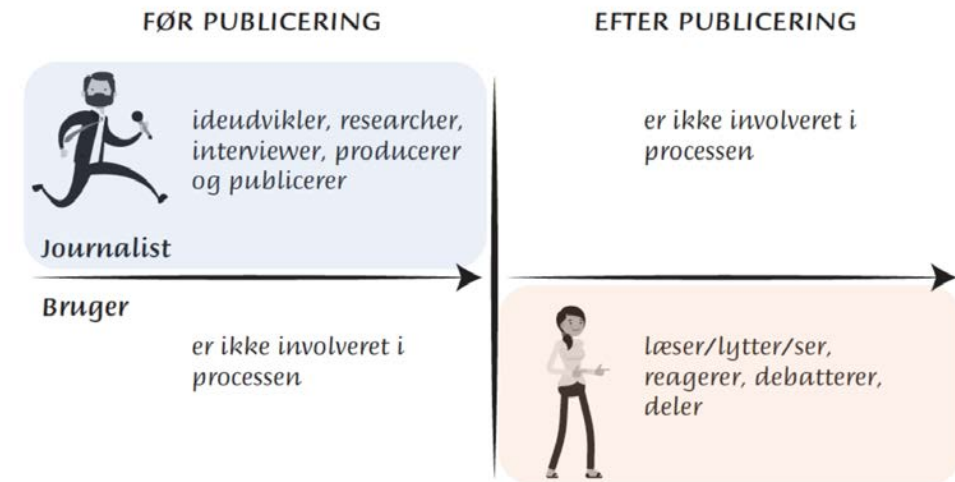 FØR PUBLICERING
EFTER PUBLICERING
ideudvikler, researcher,
interviewer, producerer
og publicerer
er ikke involveret i
processen
Journalist
Bruger
er ikke involveret i
processen
læser/lytter/ser,
reagerer, debatterer,
deler